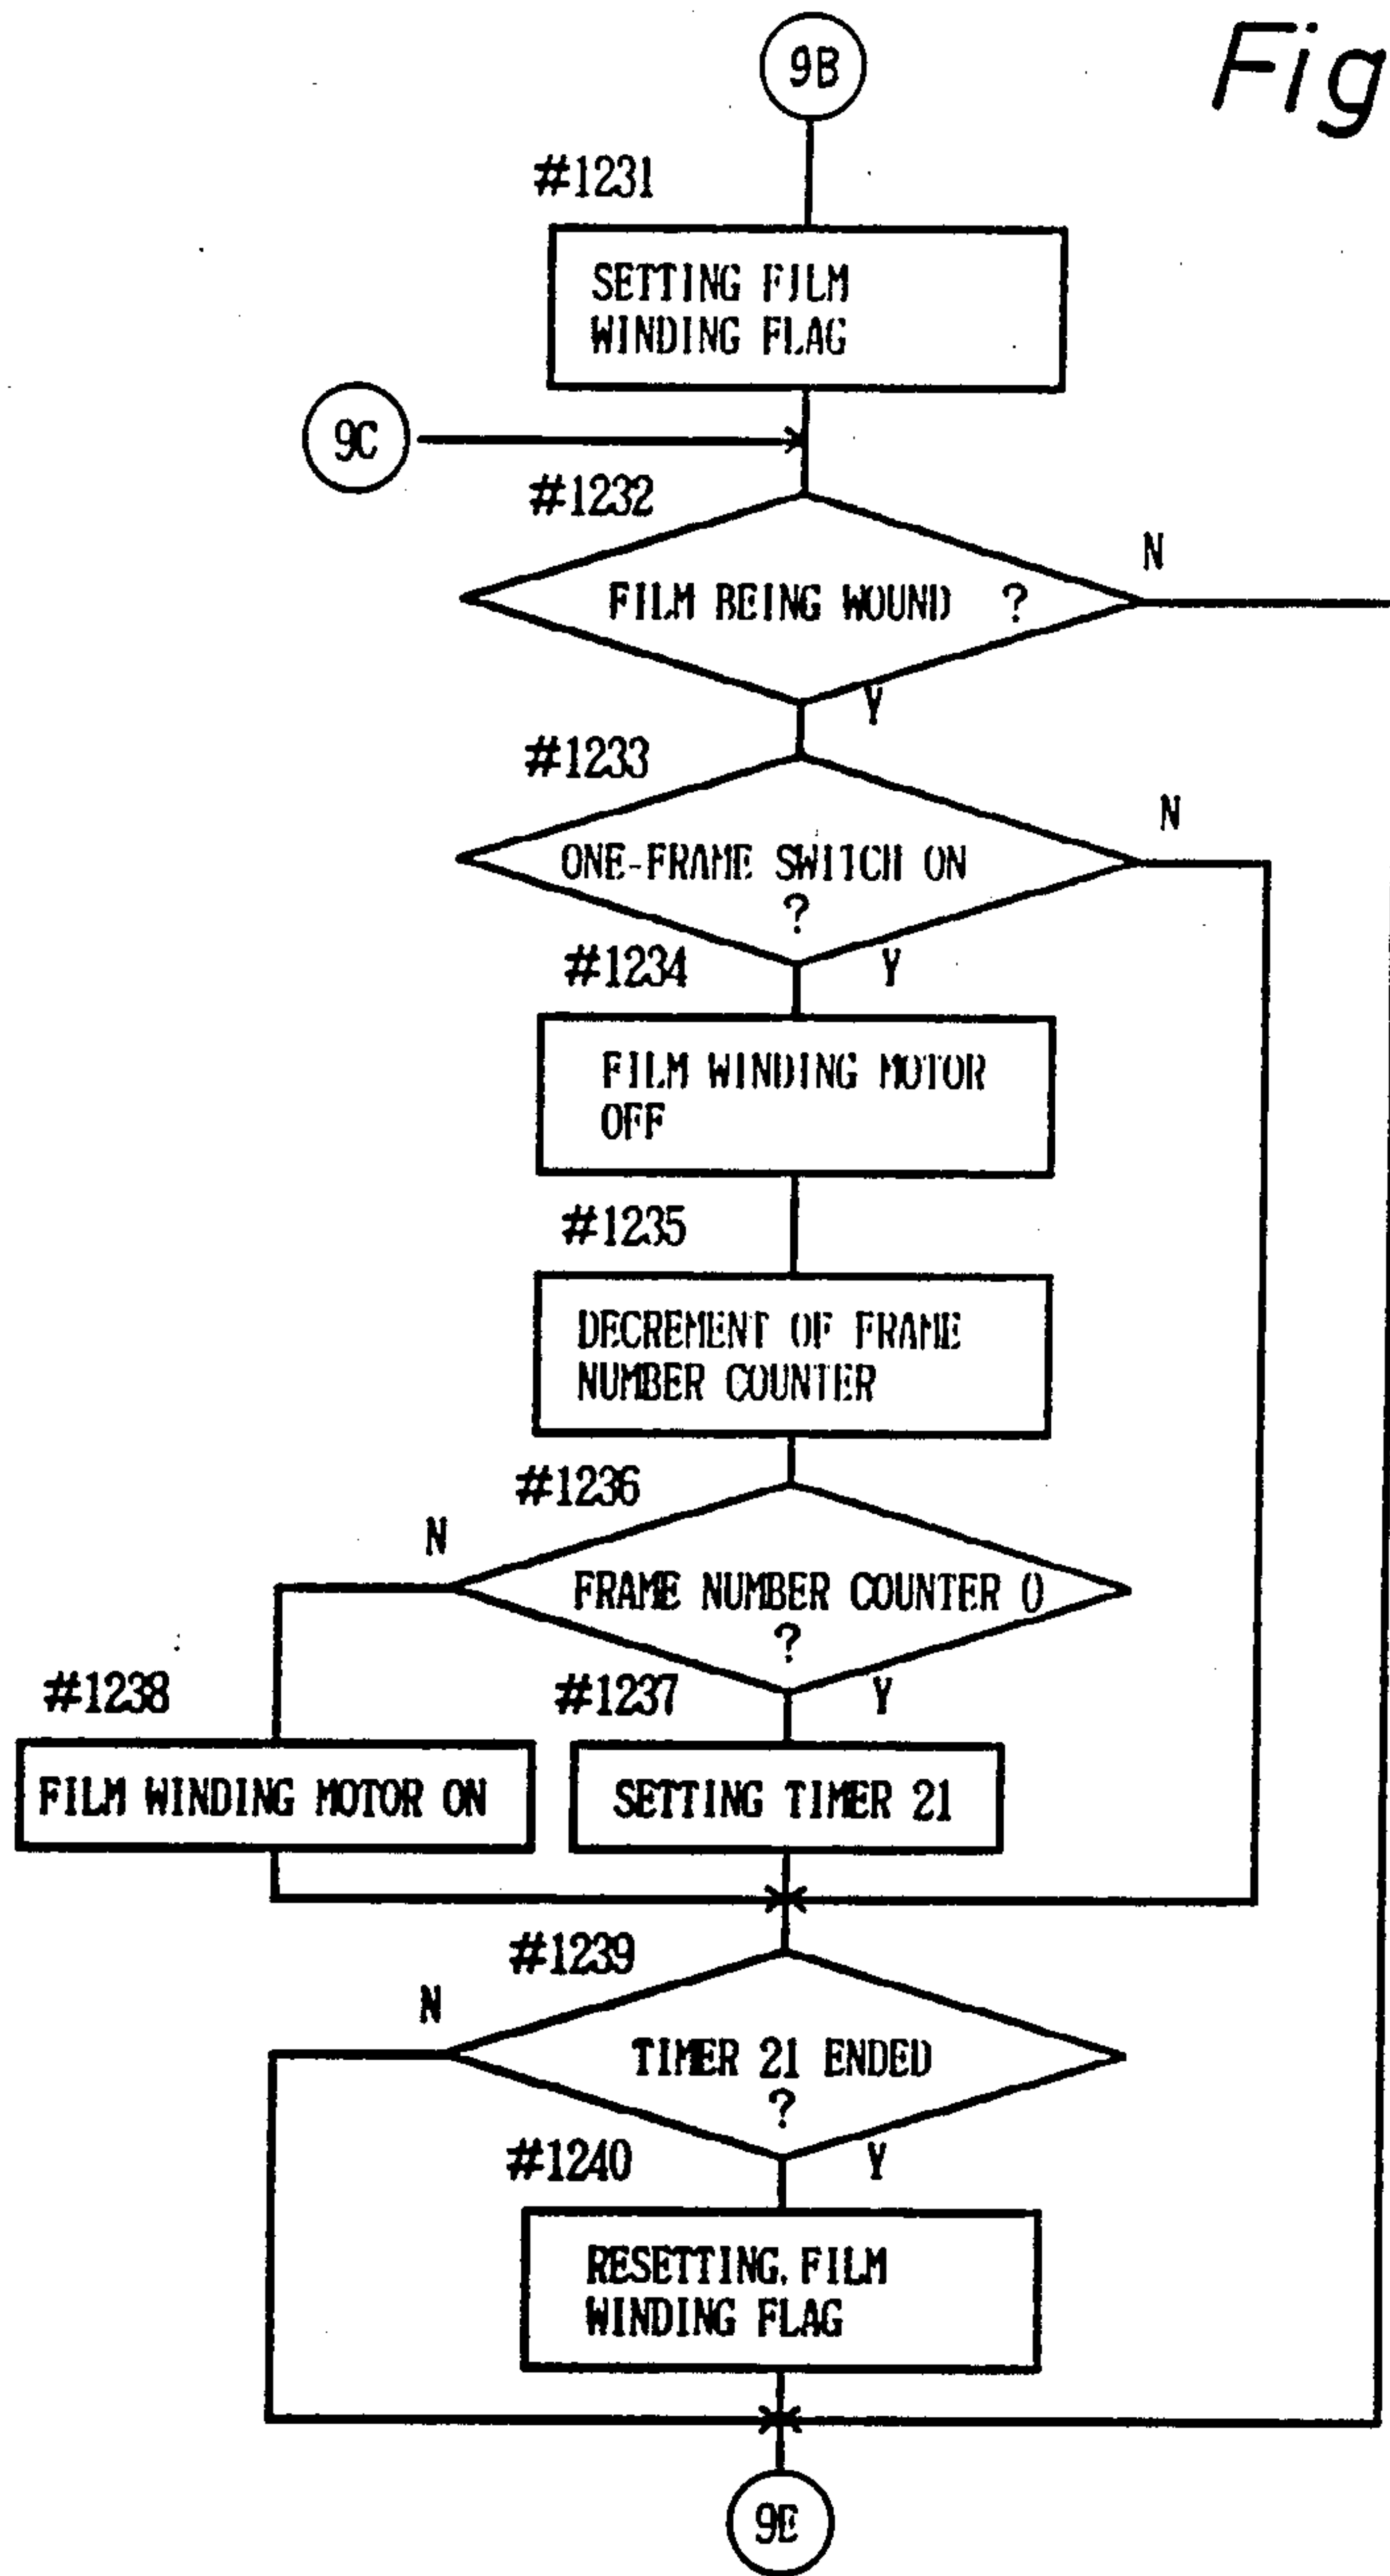 Fig
9B
#1231
SETTING FILM
WINDING FLAG
9C
#1232
FILM BEING WOUND ?
N
Y
#1233
ONE-FRAME SWITCH ON
?
N
Y
#1234
FILM WINDING MOTOR
OFF
#1235
DECREMENT OF FRAME
NUMBER COUNTER
#1236
FRAME NUMBER COUNTER 0
?
N
Y
#1238
FILM WINDING MOTOR ON
#1237
SETTING TIMER 21
#1239
TIMER 21 ENDED
?
N
Y
#1240
RESETTING, FILM
WINDING FLAG
9E